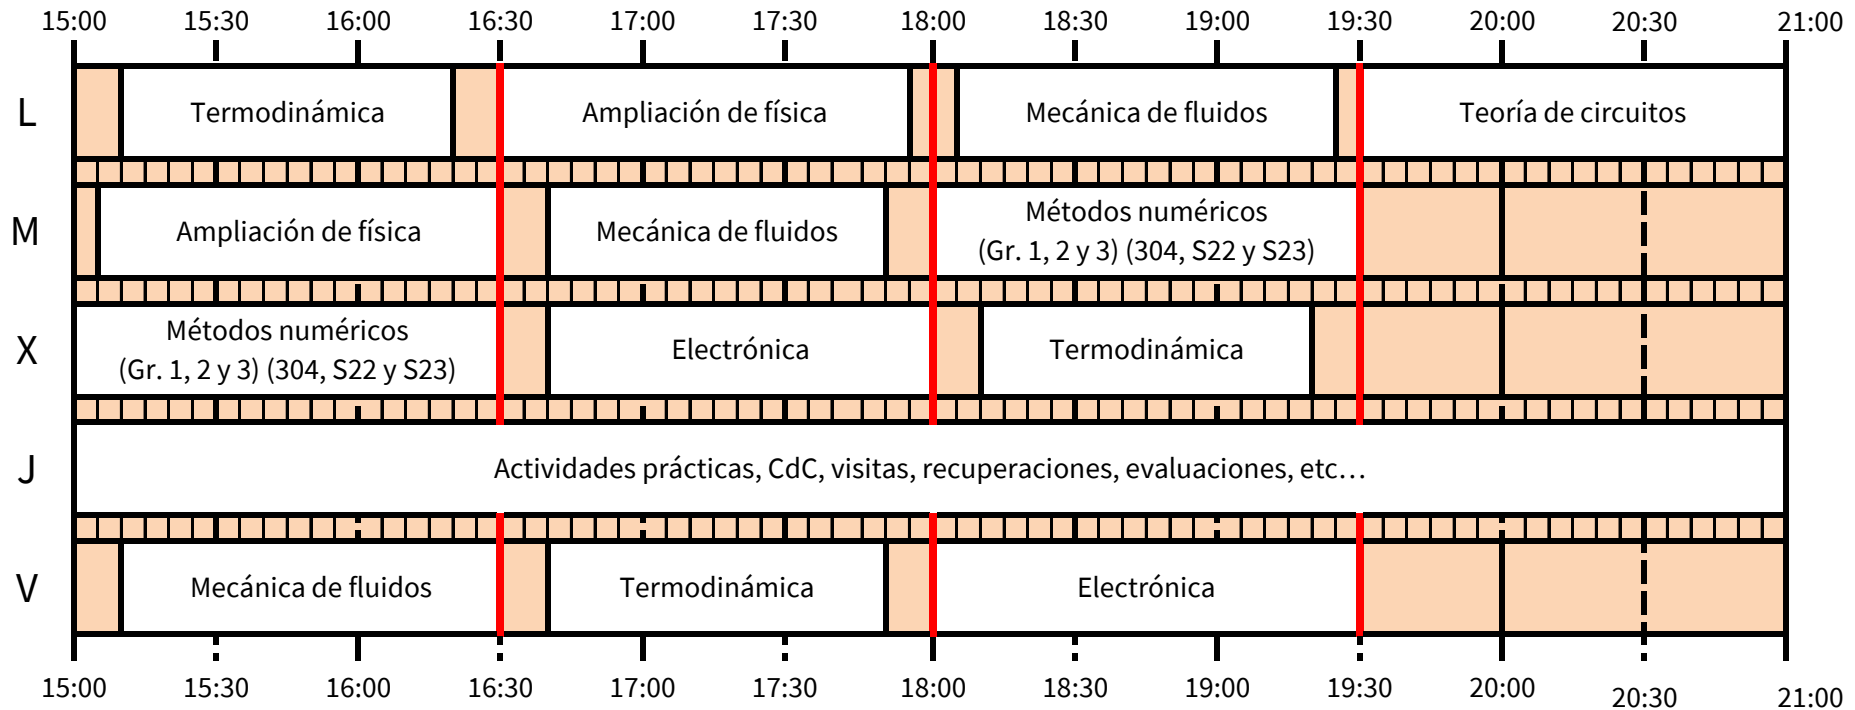 15:00 15:30 16:00 16:30 17:00 17:30 18:00 18:30 19:00 19:30 20:00 20:30 21:00
L Termodinámica Ampliación de física Mecánica de fluidos Teoría de circuitos
M Ampliación de física Mecánica de fluidos Métodos numéricos
(Gr. 1, 2 y 3) (304, S22 y S23)
X Métodos numéricos Electrónica Termodinámica
(Gr. 1, 2 y 3) (304, S22 y S23)
J Actividades prácticas, CdC, visitas, recuperaciones, evaluaciones, etc...
V Mecánica de fluidos Termodinámica Electrónica
15:00 15:30 16:00 16:30 17:00 17:30 18:00 18:30 19:00 19:30 20:00 20:30 21:00